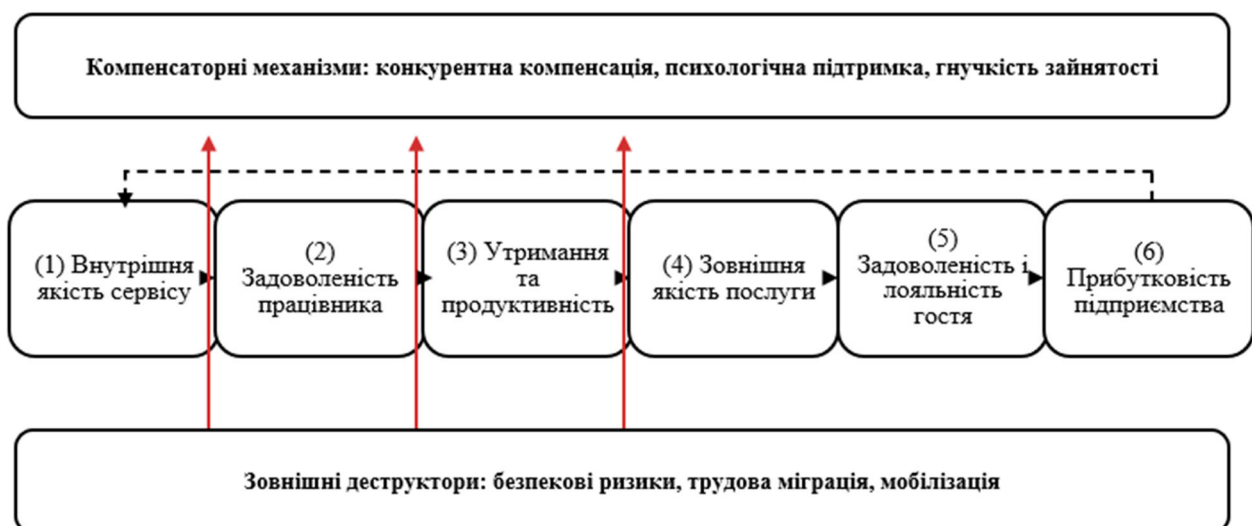 Компенсаторні механізми: конкурентна компенсація, психологічна підтримка, гнучкість зайнятості
(1) Внутрішня
якість сервісу
(2)
Задоволеність
працівника
(3) Утримання
та
продуктивність
(4) Зовнішня
якість послуги
(5)
Задоволеність і
лояльність
гостя
(6)
Прибутковість
підприємства
Зовнішні деструктори: безпекові ризики, трудова міграція, мобілізація